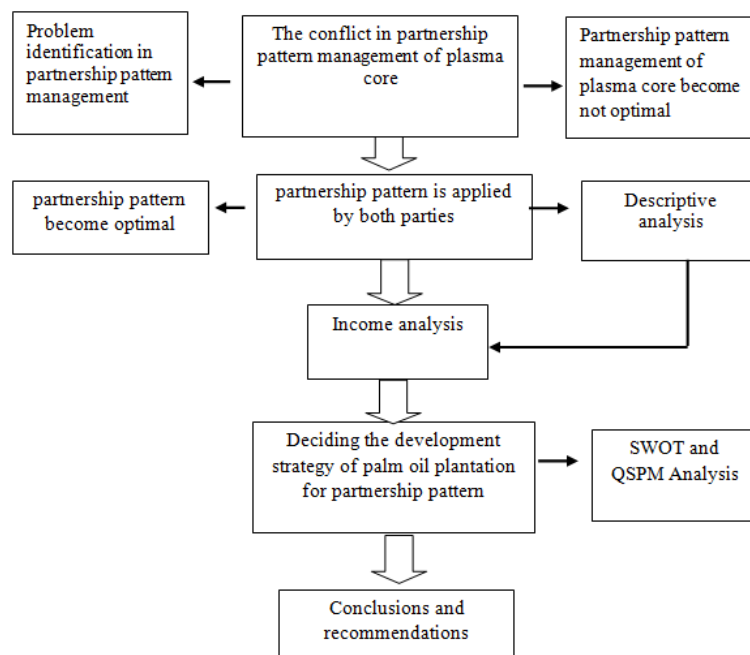 Problem
identification in
partnership pattern
management
The conflict in partnership
pattern management of plasma
core
Partnership
pattern
management of
plasma core become
not optimal
partnership pattern
become optimal
partnership pattern is applied
by both parties
Descriptive
analysis
Income analysis
Deciding the development
strategy of palm oil plantation
for partnership pattern
SWOT and
QSPM Analysis
Conclusions and
recommendations